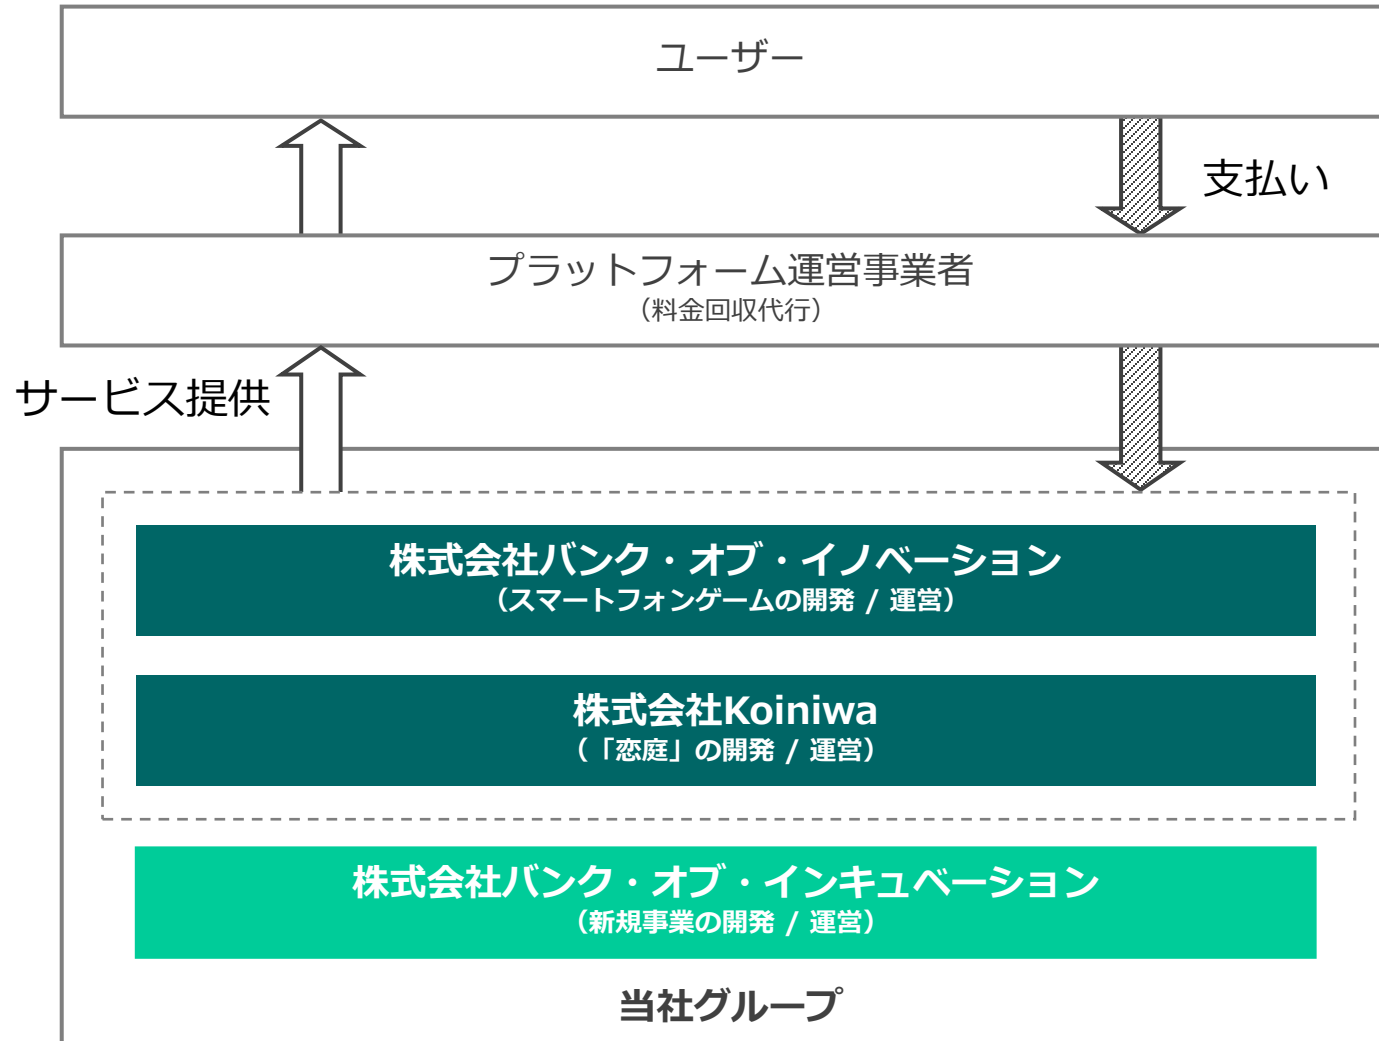 ユーザー
支払い
プラットフォーム運営事業者
（料金回収代行）
サービス提供
株式会社バンク・オブ・イノベーション
（スマートフォンゲームの開発 / 運営）
株式会社Koiniwa
（「恋庭」の開発 / 運営）
株式会社バンク・オブ・インキュベーション
（新規事業の開発 / 運営）
当社グループ